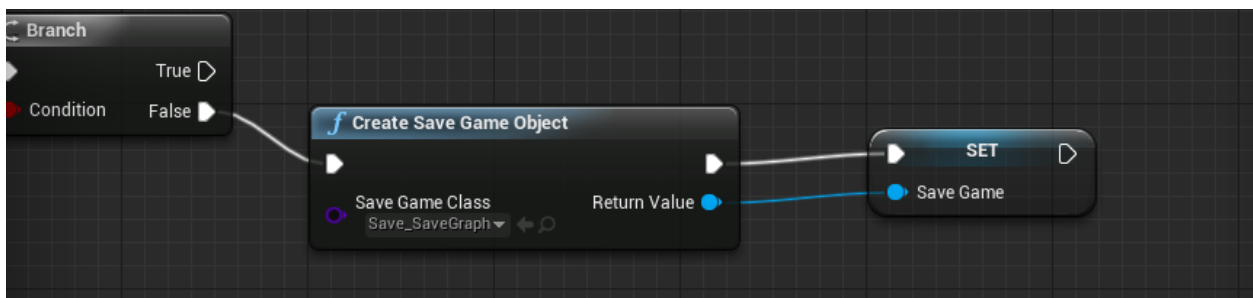 Branch
True
Condition False
f Create Save Game Object
Save Game Class Return Value
Save_SaveGraph
SET
Save Game